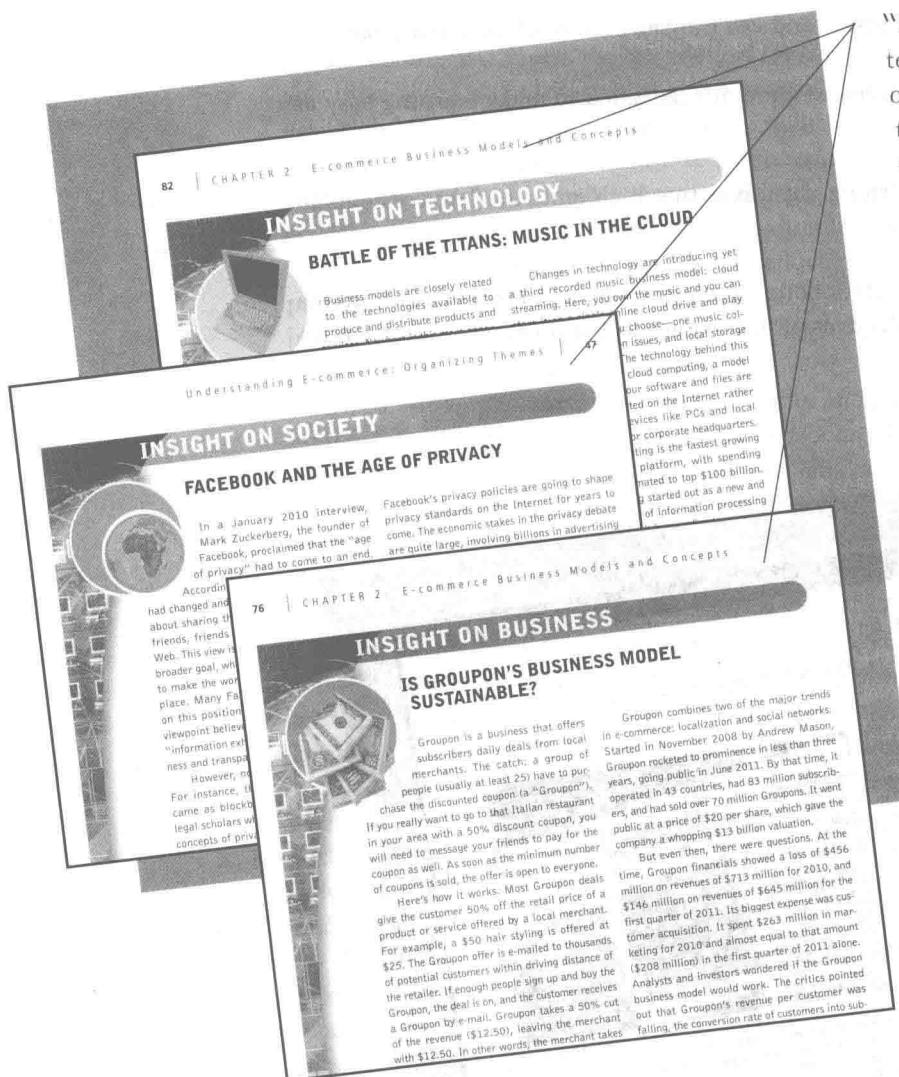 82 | CHAPTER 2 E-commerce Business Models and Concepts
INSIGHT ON TECHNOLOGY
BATTLE OF THE TITANS: MUSIC IN THE CLOUD
Business models are closely related
to the technologies available to
produce and distribute products and
Changes in technology are introducing yet
a third recorded music business model: cloud
streaming. Here, you own the music and you can
online cloud drive and play
you choose—one music col-
issues, and local storage
The technology behind this
cloud computing, a model
our software and files are
on the Internet rather
devices like PCs and local
or corporate headquarters.
is the fastest growing
platform, with spending
to top $100 billion.
started out as a new and
of information processing
Understanding E-commerce: Organizing Themes | 47
INSIGHT ON SOCIETY
FACEBOOK AND THE AGE OF PRIVACY
In a January 2010 interview,
Mark Zuckerberg, the founder of
Facebook, proclaimed that the "age
of privacy" had to come to an end.
According
had changed and
about sharing
friends, friends
Web. This view is
broader goal,
to make the
place. Many
on this position
viewpoint
"information
ness and
However,
For instance,
came as
legal scholars
concepts of
Facebook's privacy policies are going to shape
privacy standards on the Internet for years to
come. The economic stakes in the privacy debate
are quite large, involving billions in advertising
76 | CHAPTER 2 E-commerce Business Models and Concepts
INSIGHT ON BUSINESS
IS GROUPON'S BUSINESS MODEL
SUSTAINABLE?
Groupon is a business that offers
subscribers daily deals from local
merchants. The catch: a group of
people (usually at least 25) have to pur-
chase the discounted coupon (a "Groupon").
If you really want to go to that Italian restaurant
in your area with a 50% discount coupon, you
will need to message your friends to pay for the
coupon as well. As soon as the minimum number
of coupons is sold, the offer is open to everyone.
Here's how it works: Most Groupon deals
give the customer 50% off the retail price of a
product or service offered by a local merchant.
For example, a $50 hair styling is offered at
$25. The Groupon offer is e-mailed to thousands
of potential customers within driving distance of
the retailer. If enough people sign up and buy the
Groupon, the deal is on, and the customer receives
a Groupon by e-mail. Groupon takes a 50% cut
of the revenue ($12.50), leaving the merchant
with $12.50. In other words, the merchant takes
Groupon combines two of the major trends
in e-commerce: localization and social networks.
Started in November 2008 by Andrew Mason,
Groupon rocketed to prominence in less than three
years, going public in June 2011. By that time, it
operated in 43 countries, had 83 million subscrib-
ers, and had sold over 70 million Groupons. It went
public at a price of $20 per share, which gave the
company a whopping $13 billion valuation.
But even then, there were questions. At the
time, Groupon financials showed a loss of $456
million on revenues of $713 million for 2010, and
$146 million on revenues of $645 million for the
first quarter of 2011. Its biggest expense was cus-
tomer acquisition. It spent $263 million in mar-
keting for 2010 and almost equal to that amount
($208 million) in the first quarter of 2011 alone.
Analysts and investors wondered if the Groupon
business model would work. The critics pointed
out that Groupon's revenue per customer was
falling, the conversion rate of customers into sub-